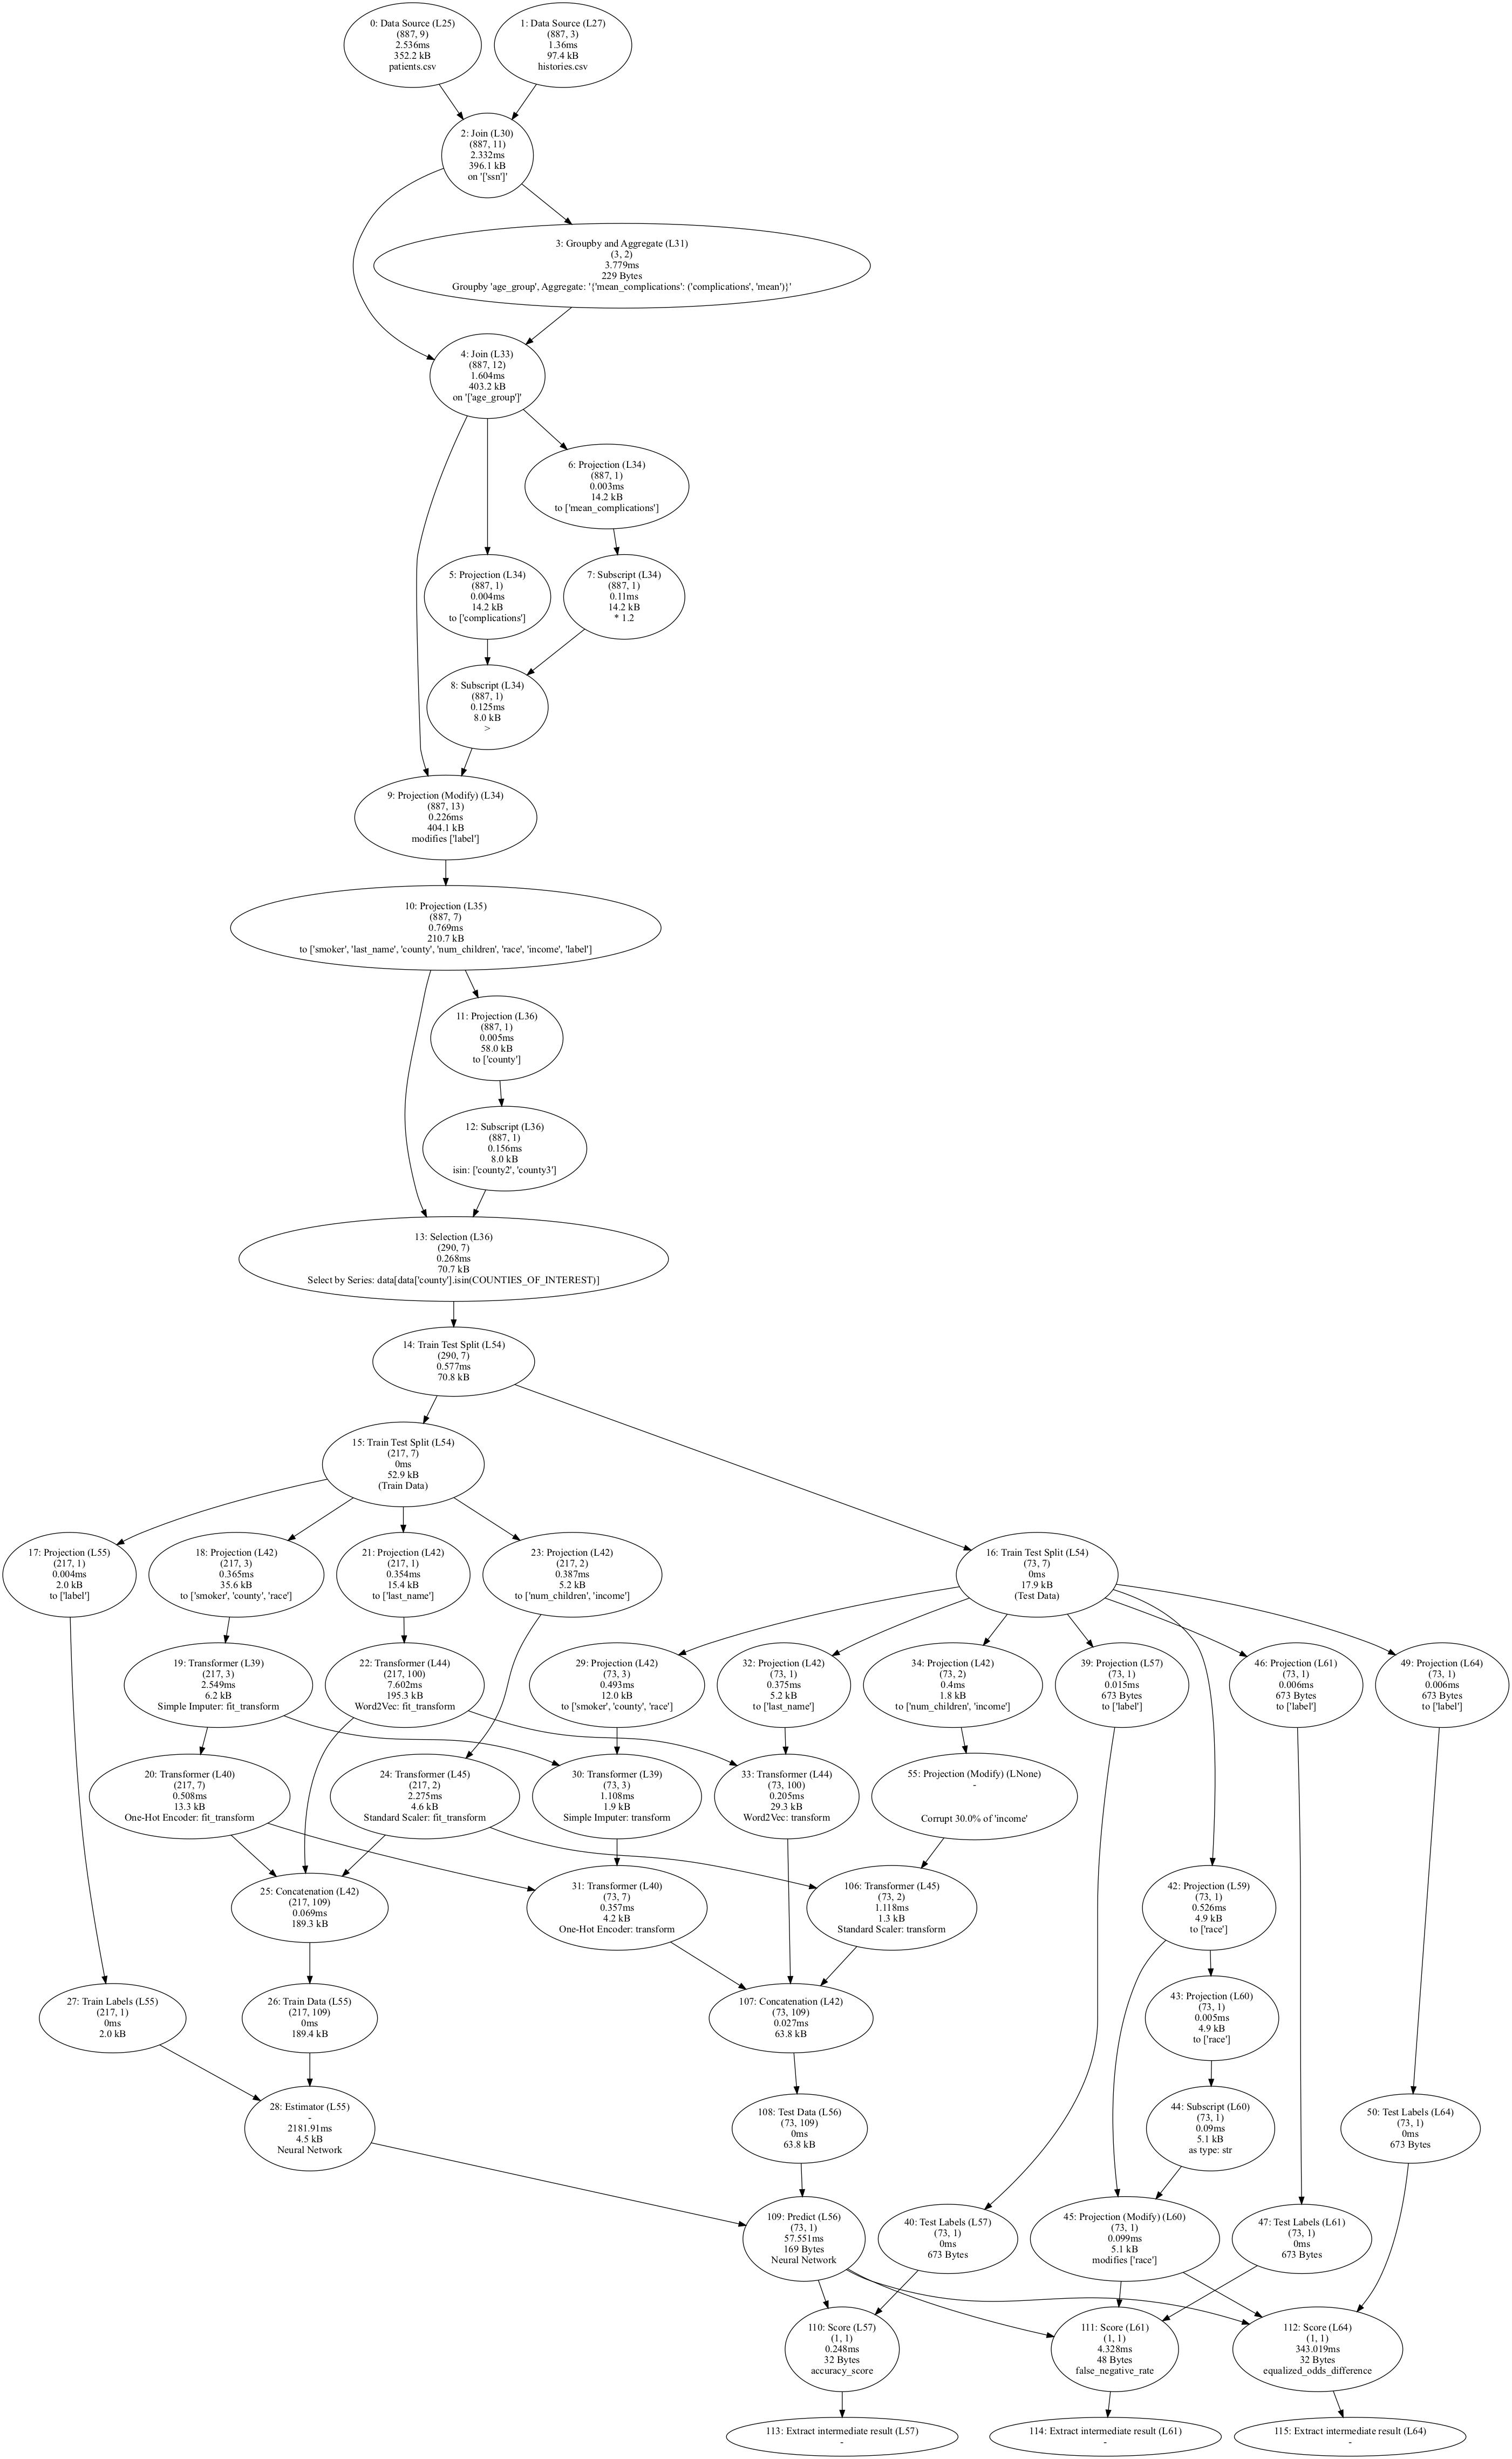 0: Data Source (L25)
(887, 9)
2.536ms
352.2 kB
patients.csv
1: Data Source (L27)
(887, 3)
1.36ms
97.4 kB
histories.csv
2: Join (L30)
(887, 11)
2.332ms
396.1 kB
on '['ssn']'
3: Groupby and Aggregate (L31)
(3, 2)
3.779ms
229 Bytes
Groupby 'age_group', Aggregate: '{'mean_complications': ('complications', 'mean')}'
4: Join (L33)
(887, 12)
1.604ms
403.2 kB
on '['age_group']'
6: Projection (L34)
(887, 1)
0.003ms
14.2 kB
to ['mean_complications']
5: Projection (L34)
(887, 1)
0.004ms
14.2 kB
to ['complications']
7: Subscript (L34)
(887, 1)
0.11ms
14.2 kB
* 1.2
8: Subscript (L34)
(887, 1)
0.125ms
8.0 kB
>
9: Projection (Modify) (L34)
(887, 13)
0.226ms
404.1 kB
modifies ['label']
10: Projection (L35)
(887, 7)
0.769ms
210.7 kB
to ['smoker', 'last_name', 'county', 'num_children', 'race', 'income', 'label']
11: Projection (L36)
(887, 1)
0.005ms
58.0 kB
to ['county']
12: Subscript (L36)
(887, 1)
0.156ms
8.0 kB
isin: ['county2', 'county3']
13: Selection (L36)
(290, 7)
0.268ms
70.7 kB
Select by Series: data[data['county'].isin(COUNTIES_OF_INTEREST)]
14: Train Test Split (L54)
(290, 7)
0.577ms
70.8 kB
15: Train Test Split (L54)
(217, 7)
0ms
52.9 kB
(Train Data)
17: Projection (L55)
(217, 1)
0.004ms
2.0 kB
to ['label']
18: Projection (L42)
(217, 3)
0.365ms
35.6 kB
to ['smoker', 'county', 'race']
21: Projection (L42)
(217, 1)
0.354ms
15.4 kB
to ['last_name']
23: Projection (L42)
(217, 2)
0.387ms
5.2 kB
to ['num_children', 'income']
16: Train Test Split (L54)
(73, 7)
0ms
17.9 kB
(Test Data)
19: Transformer (L39)
(217, 3)
2.549ms
6.2 kB
Simple Imputer: fit_transform
22: Transformer (L44)
(217, 100)
7.602ms
195.3 kB
Word2Vec: fit_transform
29: Projection (L42)
(73, 3)
0.493ms
12.0 kB
to ['smoker', 'county', 'race']
32: Projection (L42)
(73, 1)
0.375ms
5.2 kB
to ['last_name']
34: Projection (L42)
(73, 2)
0.4ms
1.8 kB
to ['num_children', 'income']
39: Projection (L57)
(73, 1)
0.015ms
673 Bytes
to ['label']
46: Projection (L61)
(73, 1)
0.006ms
673 Bytes
to ['label']
49: Projection (L64)
(73, 1)
0.006ms
673 Bytes
to ['label']
20: Transformer (L40)
(217, 7)
0.508ms
13.3 kB
One-Hot Encoder: fit_transform
24: Transformer (L45)
(217, 2)
2.275ms
4.6 kB
Standard Scaler: fit_transform
30: Transformer (L39)
(73, 3)
1.108ms
1.9 kB
Simple Imputer: transform
33: Transformer (L44)
(73, 100)
0.205ms
29.3 kB
Word2Vec: transform
55: Projection (Modify) (LNone)
-
Corrupt 30.0% of 'income'
25: Concatenation (L42)
(217, 109)
0.069ms
189.3 kB
31: Transformer (L40)
(73, 7)
0.357ms
4.2 kB
One-Hot Encoder: transform
106: Transformer (L45)
(73, 2)
1.118ms
1.3 kB
Standard Scaler: transform
42: Projection (L59)
(73, 1)
0.526ms
4.9 kB
to ['race']
27: Train Labels (L55)
(217, 1)
0ms
2.0 kB
26: Train Data (L55)
(217, 109)
0ms
189.4 kB
107: Concatenation (L42)
(73, 109)
0.027ms
63.8 kB
43: Projection (L60)
(73, 1)
0.005ms
4.9 kB
to ['race']
28: Estimator (L55)
-
2181.91ms
4.5 kB
Neural Network
108: Test Data (L56)
(73, 109)
0ms
63.8 kB
44: Subscript (L60)
(73, 1)
0.09ms
5.1 kB
as type: str
50: Test Labels (L64)
(73, 1)
0ms
673 Bytes
109: Predict (L56)
(73, 1)
57.551ms
169 Bytes
Neural Network
40: Test Labels (L57)
(73, 1)
0ms
673 Bytes
45: Projection (Modify) (L60)
(73, 1)
0.099ms
5.1 kB
modifies ['race']
47: Test Labels (L61)
(73, 1)
0ms
673 Bytes
110: Score (L57)
(1, 1)
0.248ms
32 Bytes
accuracy_score
111: Score (L61)
(1, 1)
4.328ms
48 Bytes
false_negative_rate
112: Score (L64)
(1, 1)
343.019ms
32 Bytes
equalized_odds_difference
113: Extract intermediate result (L57)
-
114: Extract intermediate result (L61)
-
115: Extract intermediate result (L64)
-